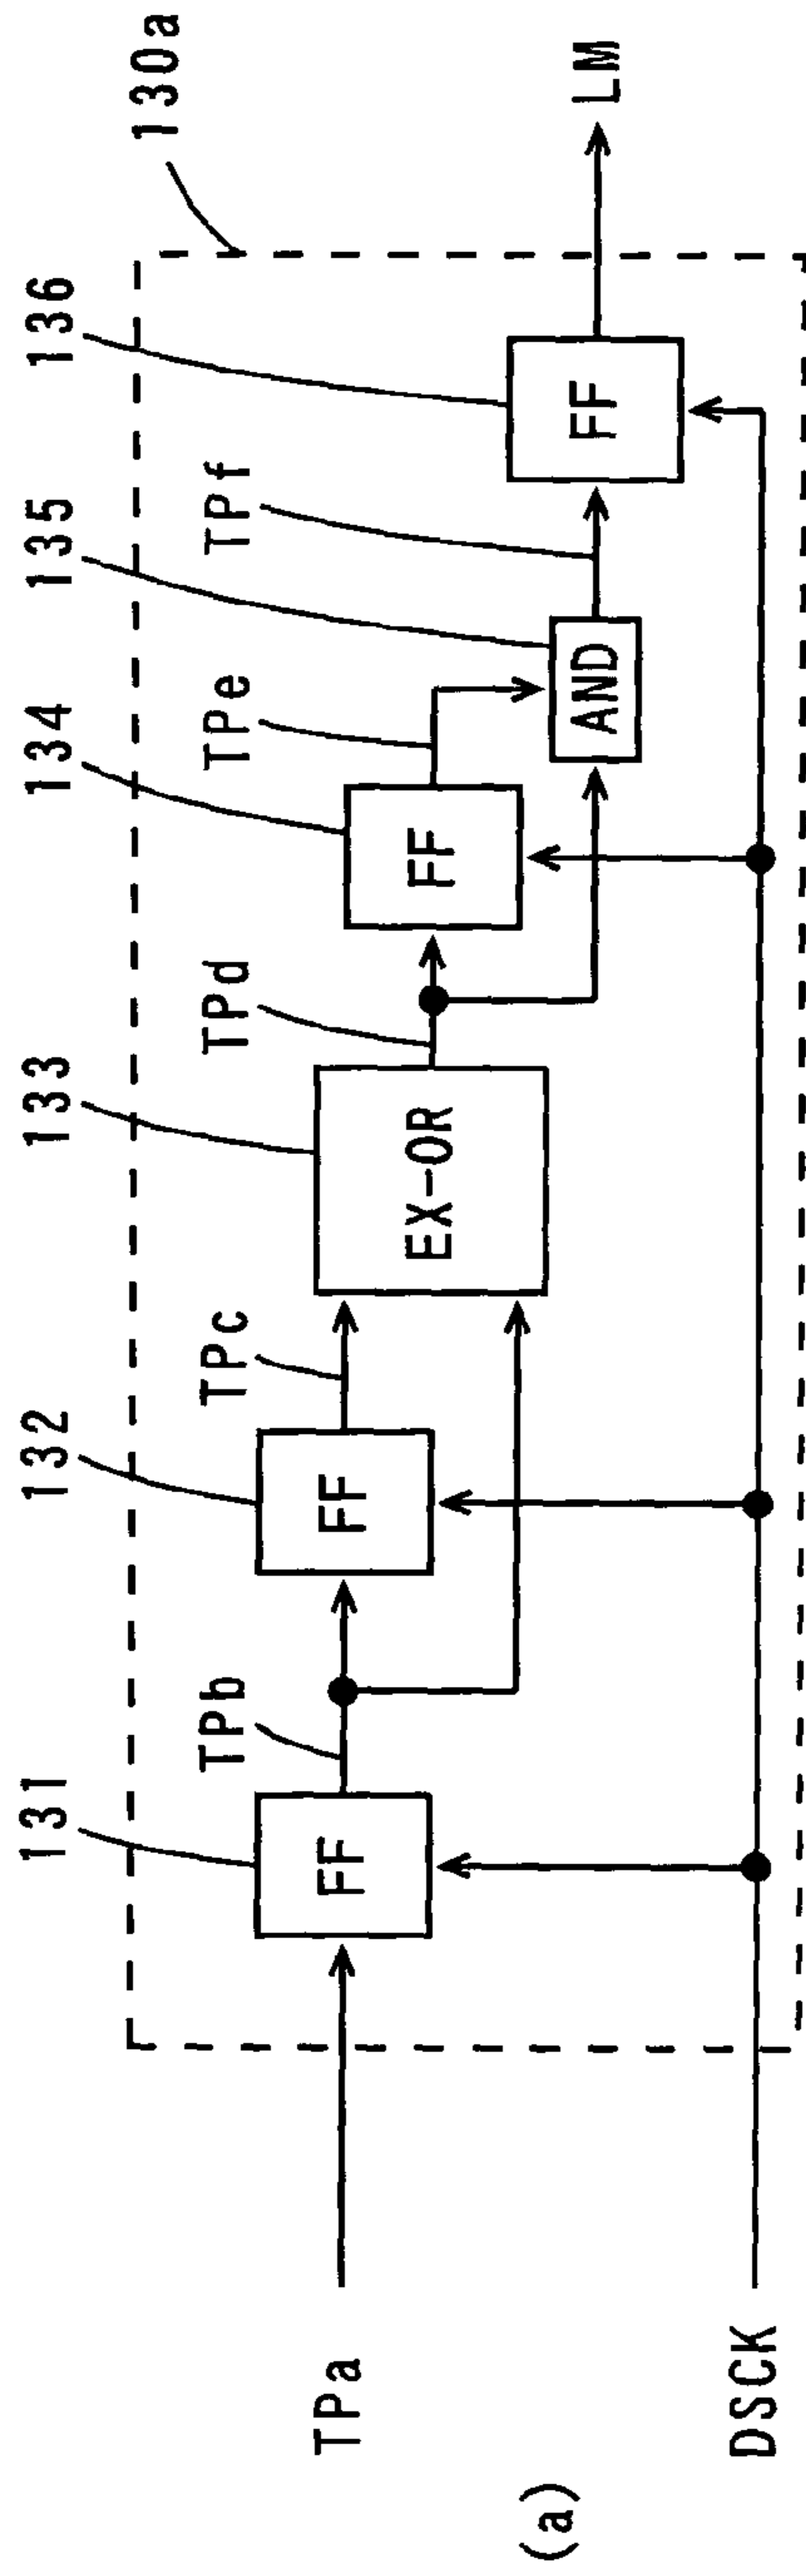 130a
131
132
133
134
135
136
TPb
TPc
TPd
TPe
TPf
TPa
FF
FF
EX-OR
FF
AND
FF
LM
DSCK
(a)